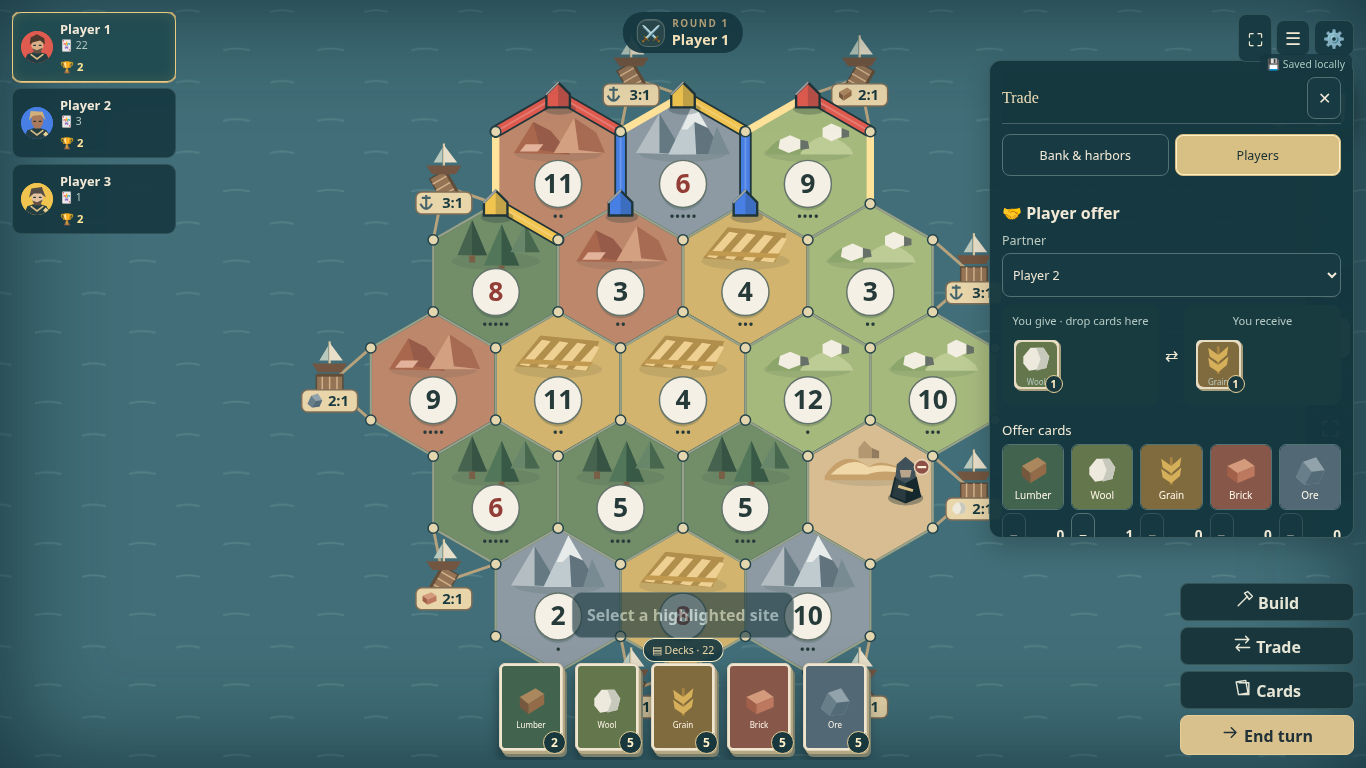 Player 1
22
2
Player 2
3
2
Player 3
1
2
ROUND 1
Player 1
Saved locally
Trade
Bank & harbors
Players
Player offer
Partner
Player 2
You give · drop cards here
You receive
Wool
1
Grain
1
Offer cards
Lumber
Wool
Grain
Brick
Ore
0
1
0
0
0
3:1
2:1
11
6
9
3:1
8
3
4
3
3:1
2:1
9
11
4
12
10
6
5
5
2:1
2:1
2
10
Select a highlighted site
Decks · 22
Lumber
2
Wool
5
Grain
5
Brick
5
Ore
5
Build
Trade
Cards
End turn